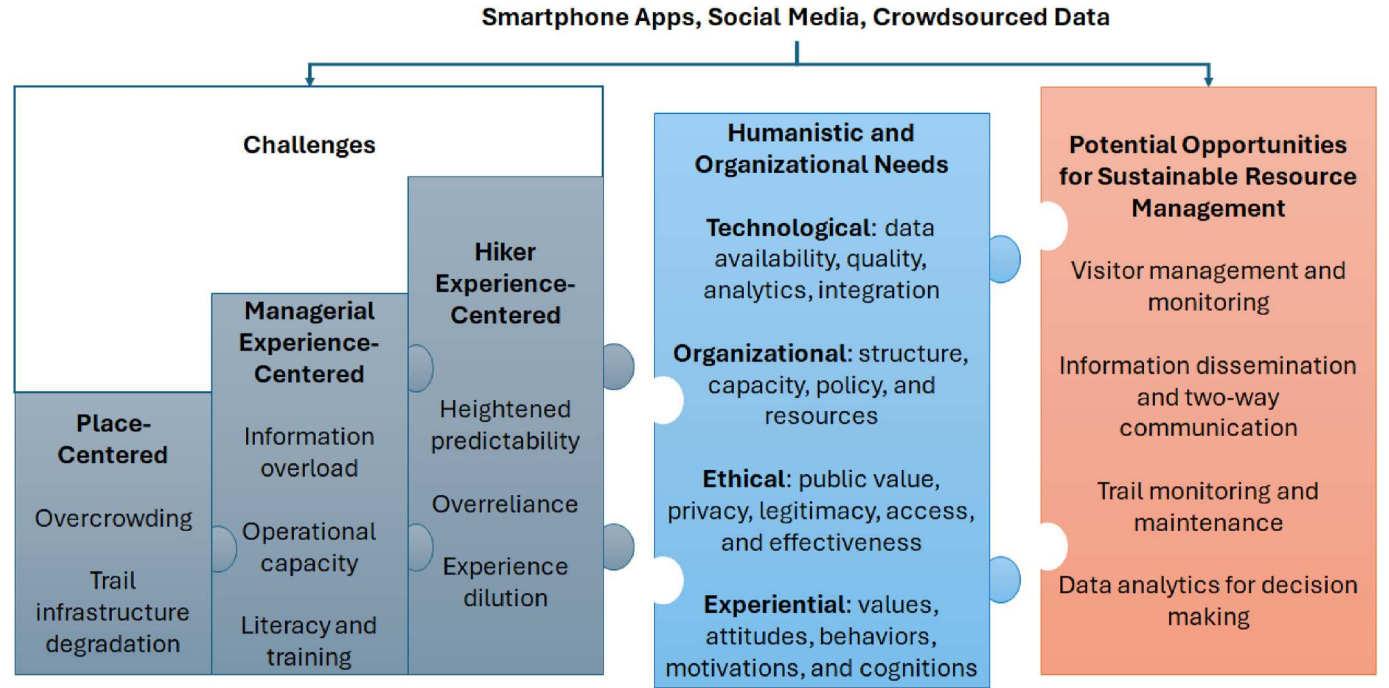 Smartphone Apps, Social Media, Crowdsourced Data
Challenges
Place-
Centered
Overcrowding
Trail
infrastructure
degradation
Managerial
Experience-
Centered
Information
overload
Operational
capacity
Literacy and
training
Hiker
Experience-
Centered
Heightened
predictability
Overreliance
Experience
dilution
Humanistic and
Organizational Needs
Technological: data
availability, quality,
analytics, integration
Organizational: structure,
capacity, policy, and
resources
Ethical: public value,
privacy, legitimacy, access,
and effectiveness
Experiential: values,
attitudes, behaviors,
motivations, and cognitions
Potential Opportunities
for Sustainable Resource
Management
Visitor management and
monitoring
Information dissemination
and two-way
communication
Trail monitoring and
maintenance
Data analytics for decision
making